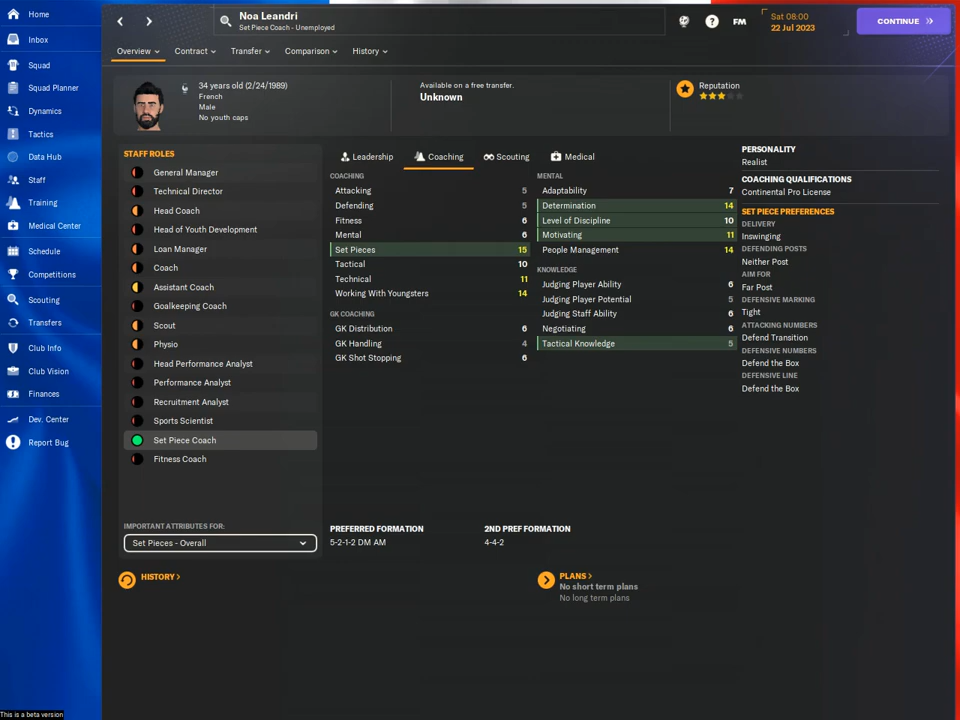 Home
Inbox
Squad
Squad Planner
Dynamics
Tactics
Data Hub
Staff
Training
Medical Center
Schedule
Competitions
Scouting
Transfers
Club Info
Club Vision
Finances
Dev. Center
Report Bug
This is a beta version
Noa Leandri
Set Piece Coach - Unemployed
?
FM
Sat 08:00
22 Jul 2023
CONTINUE
Overview
Contract
Transfer
Comparison
History
34 years old (2/24/1989)
French
Male
No youth caps
Available on a free transfer.
Unknown
Reputation
STAFF ROLES
General Manager
Technical Director
Head Coach
Head of Youth Development
Loan Manager
Coach
Assistant Coach
Goalkeeping Coach
Scout
Physio
Head Performance Analyst
Performance Analyst
Recruitment Analyst
Sports Scientist
Set Piece Coach
Fitness Coach
IMPORTANT ATTRIBUTES FOR:
Set Pieces - Overall
Leadership
Coaching
Scouting
Medical
COACHING
Attacking 5
Defending 5
Fitness 6
Mental 6
Set Pieces 15
Tactical 10
Technical 11
Working With Youngsters 14
GK COACHING
GK Distribution 6
GK Handling 4
GK Shot Stopping 6
MENTAL
Adaptability 7
Determination 14
Level of Discipline 10
Motivating 11
People Management 14
KNOWLEDGE
Judging Player Ability 6
Judging Player Potential 5
Judging Staff Ability 6
Negotiating 6
Tactical Knowledge 5
PERSONALITY
Realist
COACHING QUALIFICATIONS
Continental Pro License
SET PIECE PREFERENCES
DELIVERY
Inswinging
DEFENDING POSTS
Neither Post
AIM FOR
Far Post
DEFENSIVE MARKING
Tight
ATTACKING NUMBERS
Defend Transition
DEFENSIVE NUMBERS
Defend the Box
DEFENSIVE LINE
Defend the Box
PREFERRED FORMATION
5-2-1-2 DM AM
2ND PREF FORMATION
4-4-2
HISTORY >
PLANS >
No short term plans
No long term plans